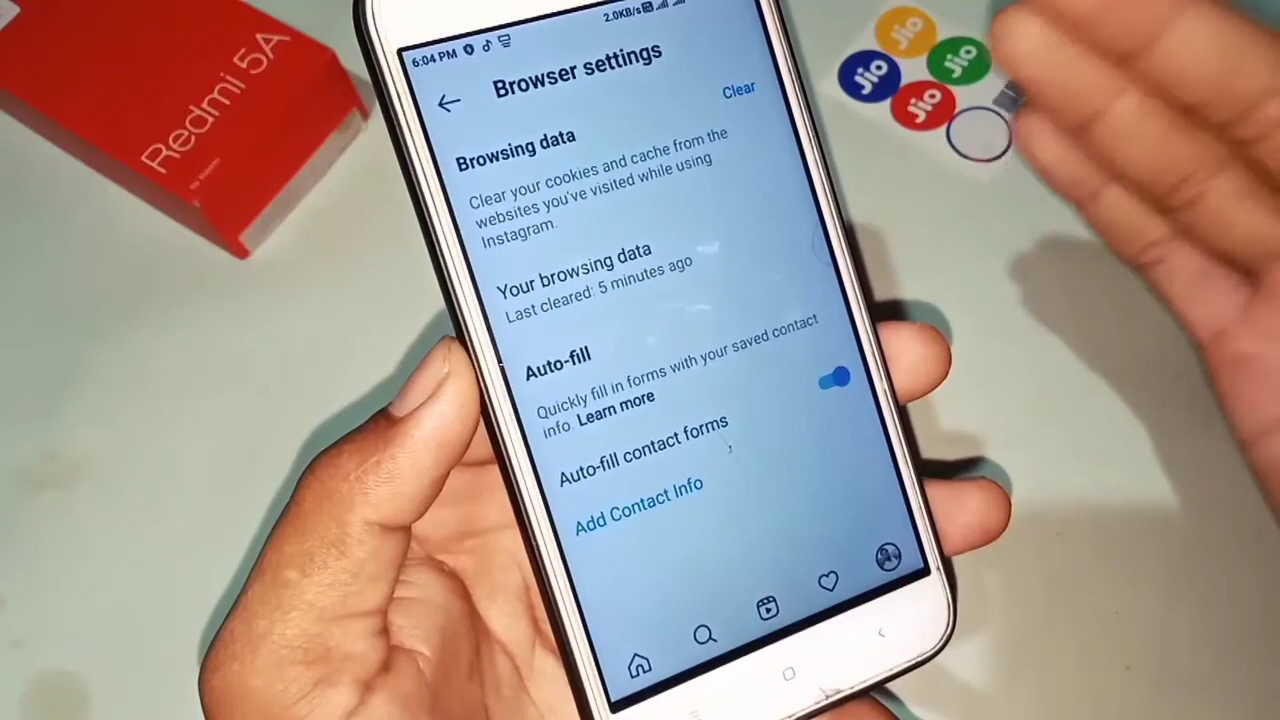 Redmi 5A
by Xiaomi
6:04 PM
2.0KB/s
Browser settings
Browsing data
Clear
Clear your cookies and cache from the
websites you've visited while using
Instagram.
Your browsing data
Last cleared: 5 minutes ago
Auto-fill
Quickly fill in forms with your saved contact
info. Learn more
Auto-fill contact forms
Add Contact Info
Jio
Jio
Jio
Jio